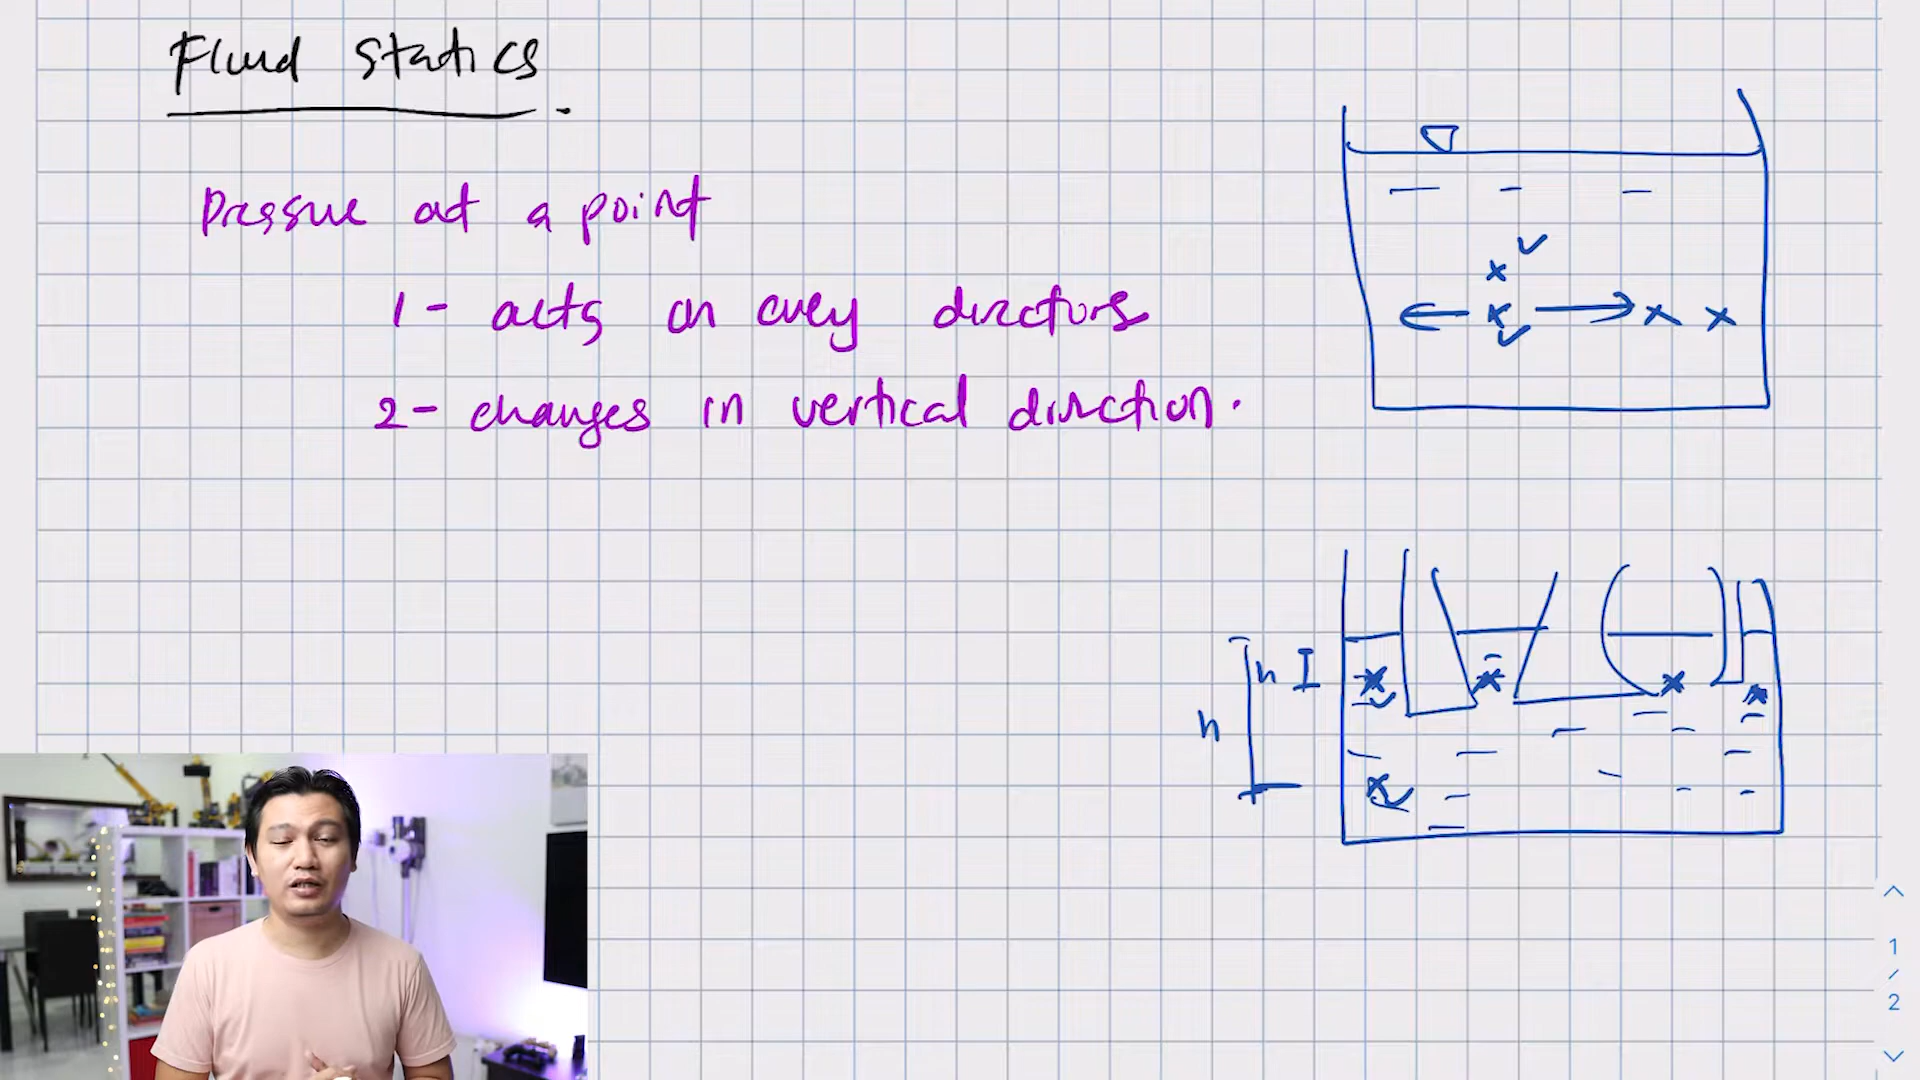 Fluid Statics.
Pressure at a point
1 - acts on every directions
2 - changes in vertical direction.
h
h
1
/
2